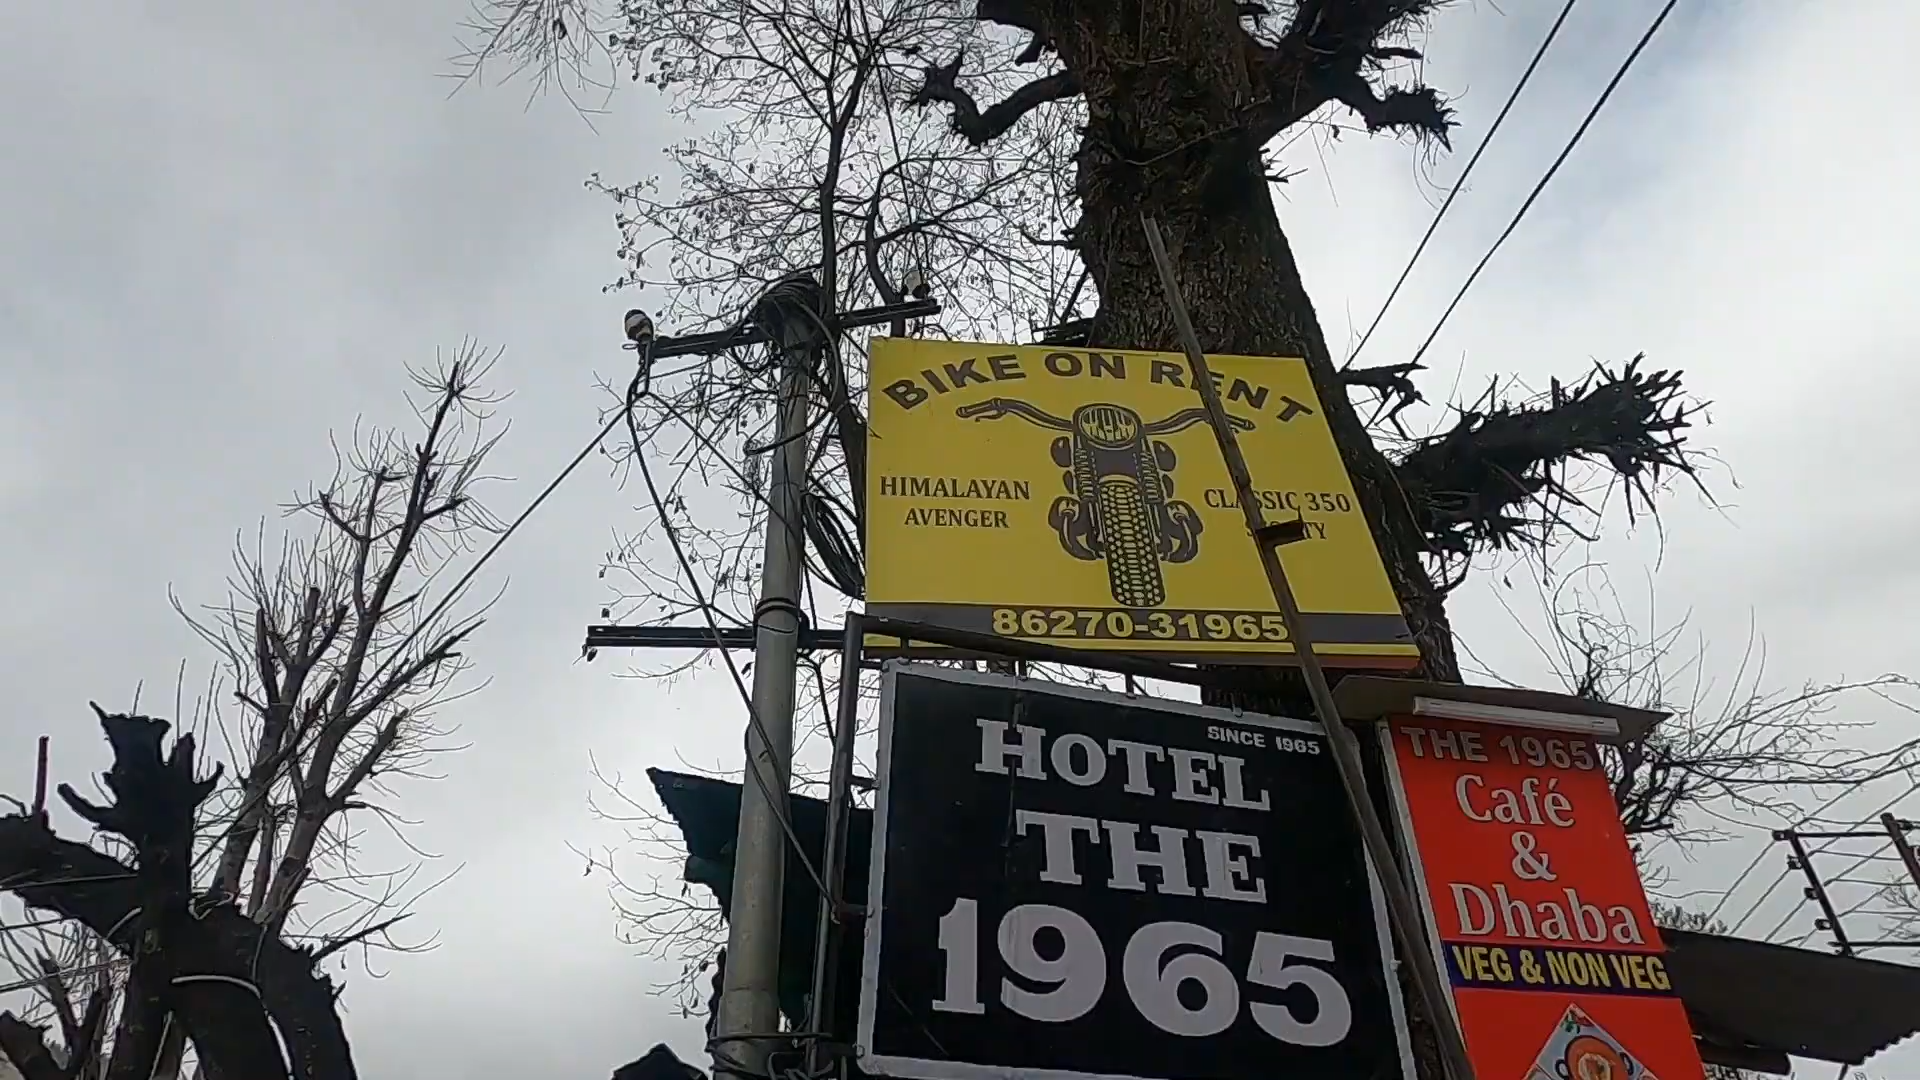 BIKE ON RENT
HIMALAYAN
AVENGER
CLASSIC 350
86270-31965
SINCE 1965
HOTEL
THE
1965
THE 1965
Café
&
Dhaba
VEG & NON VEG